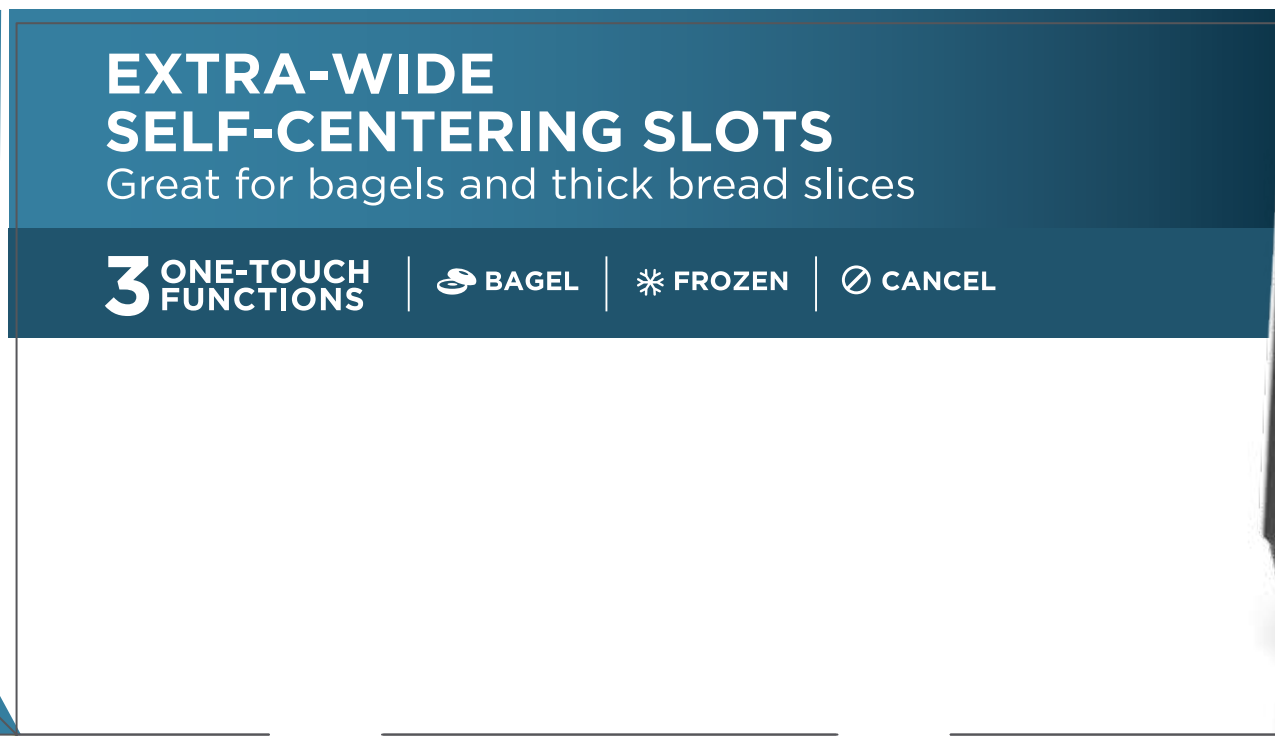 EXTRA-WIDE
SELF-CENTERING SLOTS
Great for bagels and thick bread slices
3 ONE-TOUCH
FUNCTIONS
BAGEL
FROZEN
CANCEL